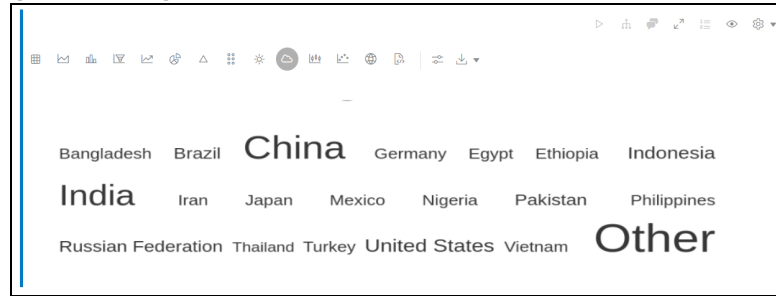 Bangladesh Brazil China Germany Egypt Ethiopia Indonesia
India Iran Japan Mexico Nigeria Pakistan Philippines
Russian Federation Thailand Turkey United States Vietnam Other